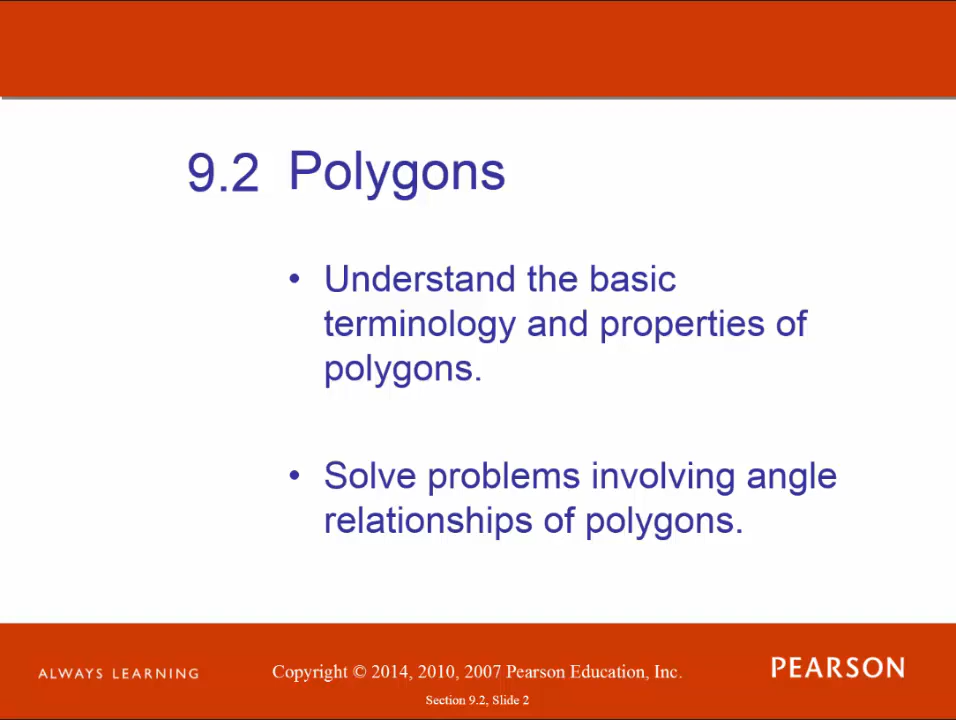 9.2 Polygons
• Understand the basic
terminology and properties of
polygons.
• Solve problems involving angle
relationships of polygons.
ALWAYS LEARNING
Copyright © 2014, 2010, 2007 Pearson Education, Inc.
PEARSON
Section 9.2, Slide 2